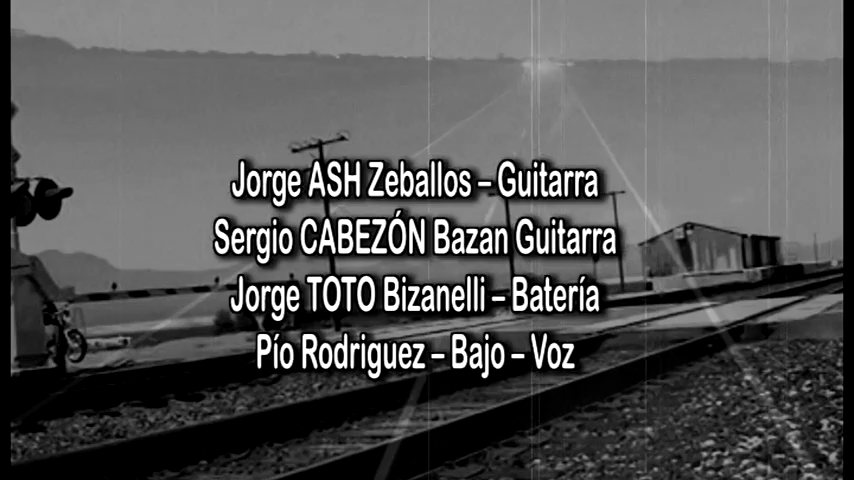 Jorge ASH Zeballos – Guitarra
Sergio CABEZÓN Bazan Guitarra
Jorge TOTO Bizanelli – Batería
Pío Rodriguez – Bajo – Voz